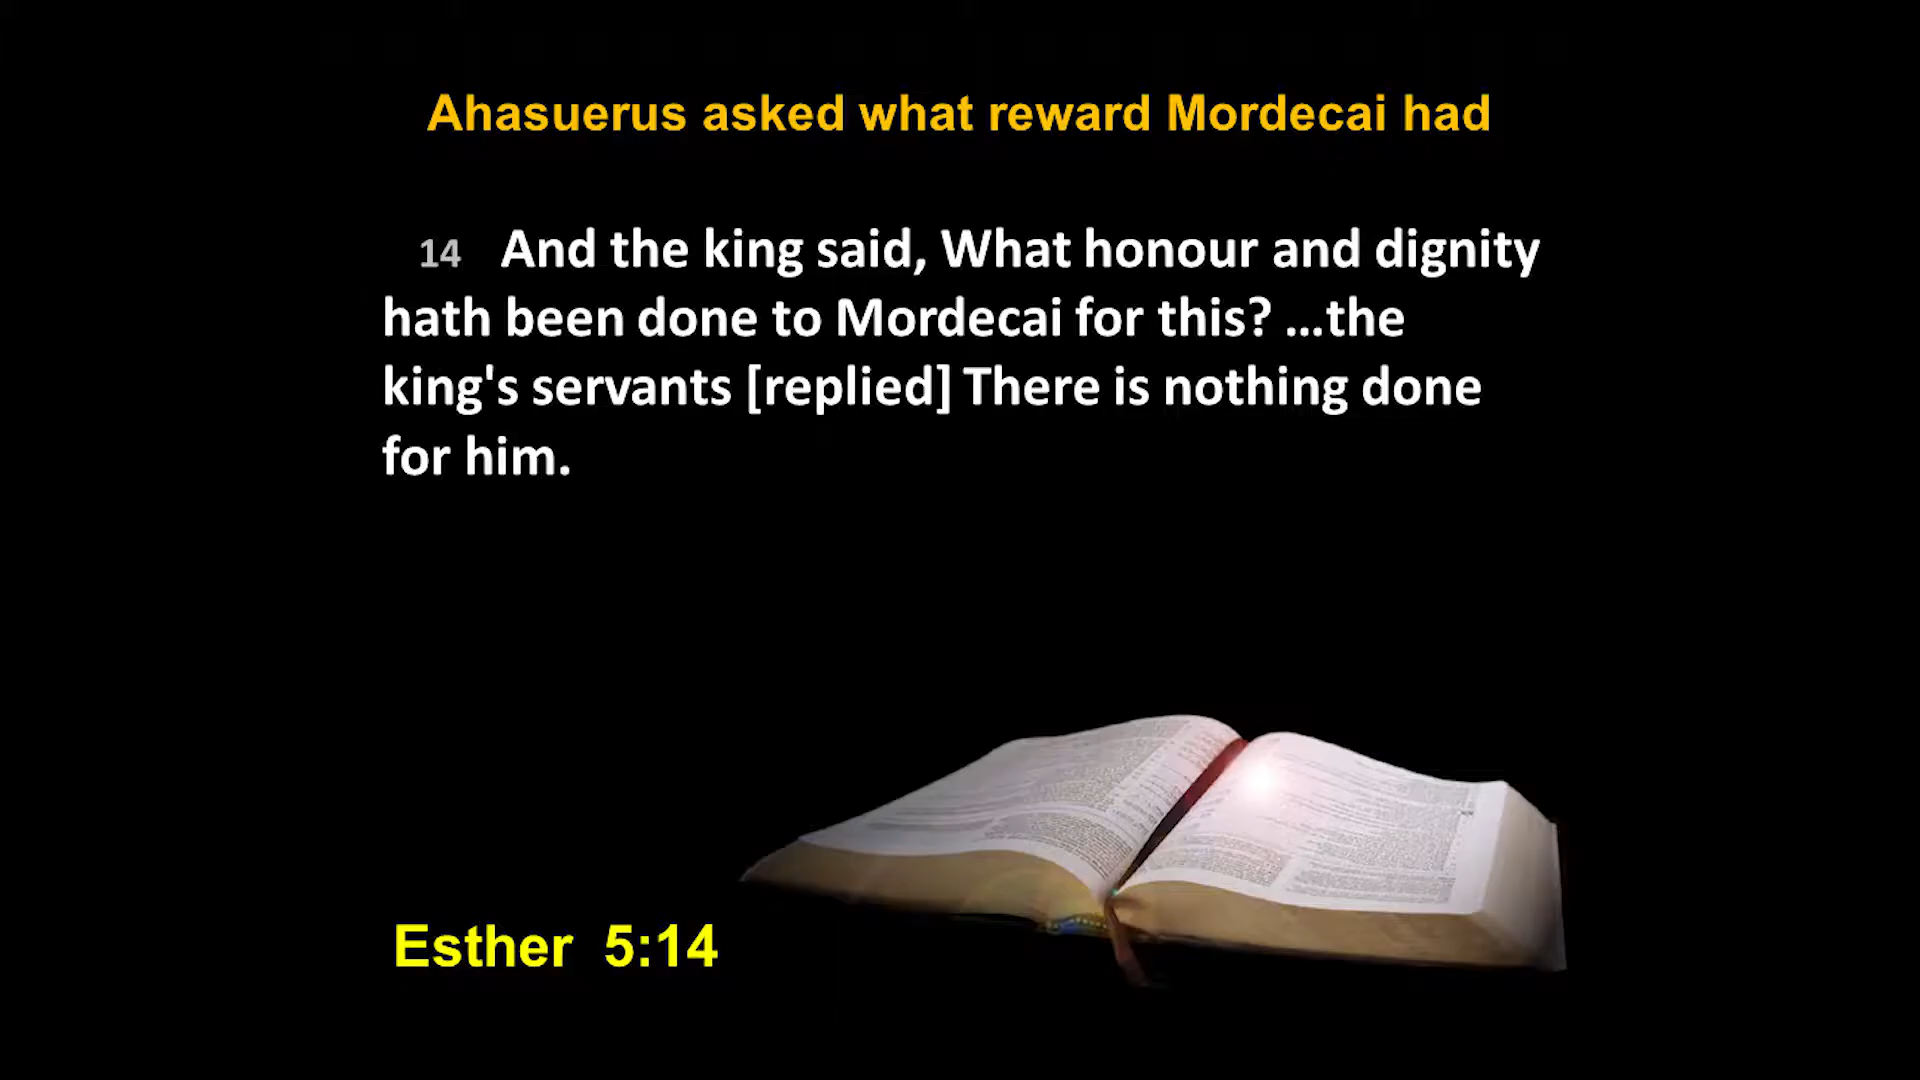 Ahasuerus asked what reward Mordecai had
14 And the king said, What honour and dignity
hath been done to Mordecai for this? ...the
king's servants [replied] There is nothing done
for him.
Esther 5:14